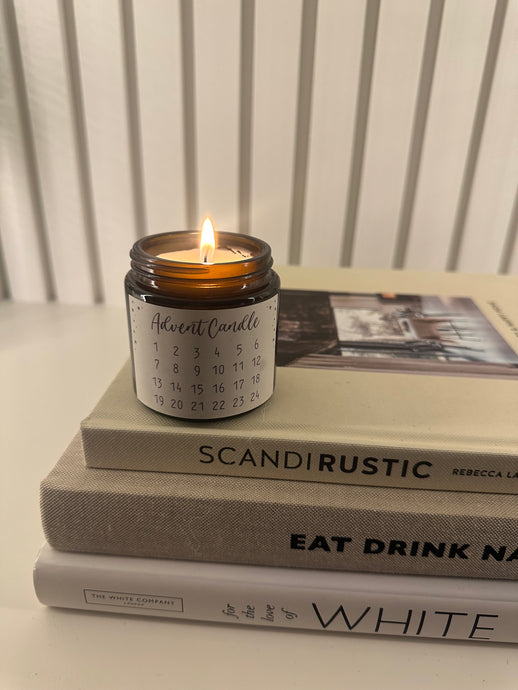 Advent Candle
1 2 3 4 5 6
7 8 9 10 11 12
13 14 15 16 17 18
19 20 21 22 23 24
SCANDIRUSTIC REBECCA LA
EAT DRINK NA
THE WHITE COMPANY
LONDON
for
the
love
of
WHITE